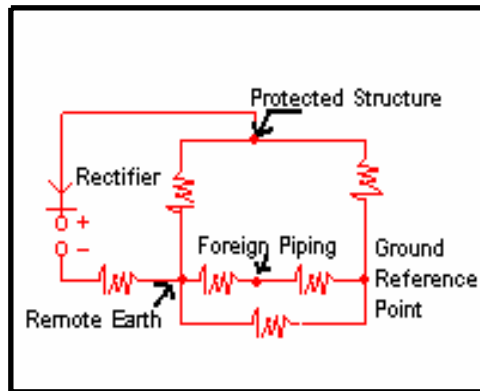 Protected Structure
Rectifier
+
-
Foreign Piping
Ground
Reference
Point
Remote Earth